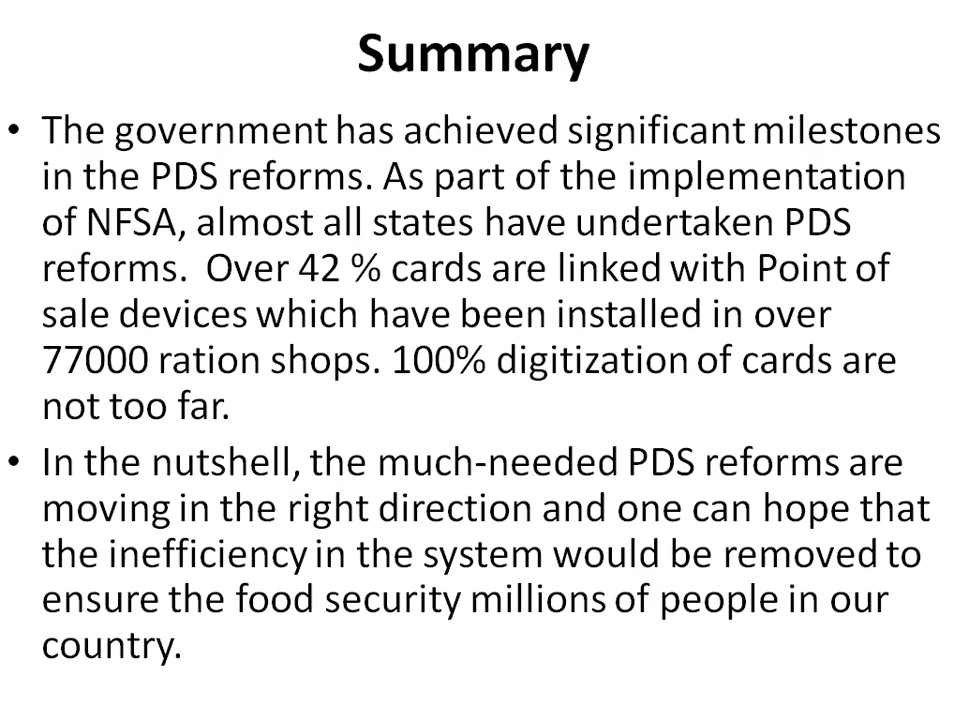 Summary
• The government has achieved significant milestones
in the PDS reforms. As part of the implementation
of NFSA, almost all states have undertaken PDS
reforms.  Over 42 % cards are linked with Point of
sale devices which have been installed in over
77000 ration shops. 100% digitization of cards are
not too far.
• In the nutshell, the much-needed PDS reforms are
moving in the right direction and one can hope that
the inefficiency in the system would be removed to
ensure the food security millions of people in our
country.